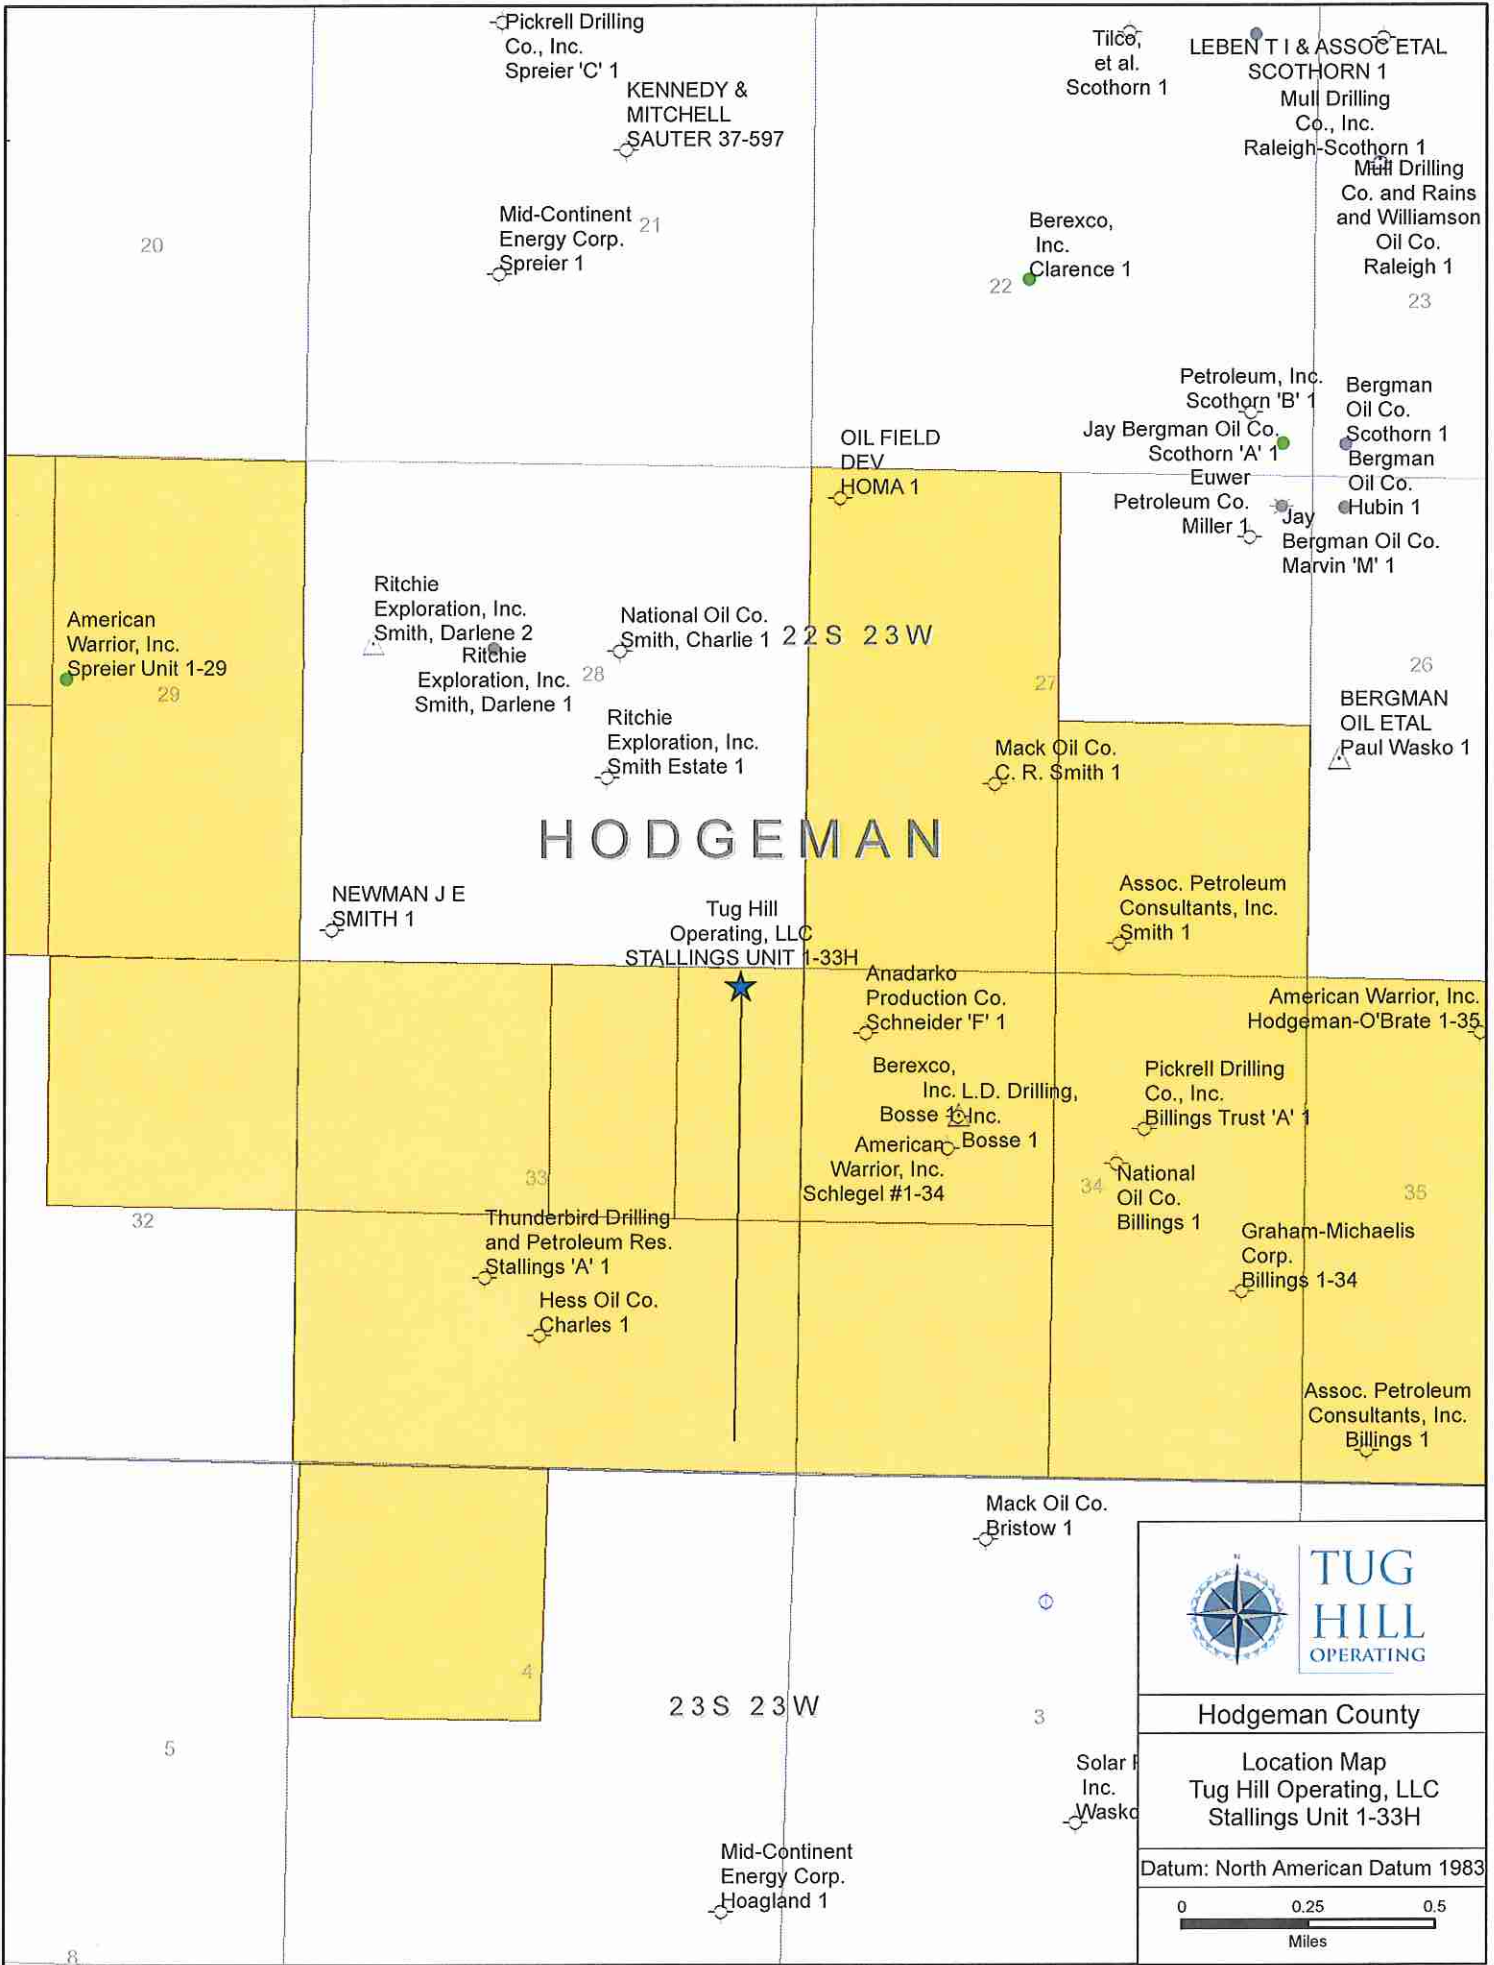 Pickrell Drilling
Co., Inc.
Spreier 'C' 1
KENNEDY &
MITCHELL
SAUTER 37-597
Tilco,
et al.
Scothorn 1
LEBEN T I & ASSOC ETAL
SCOTHORN 1
Mull Drilling
Co., Inc.
Raleigh-Scothorn 1
Mull Drilling
Co. and Rains
and Williamson
Oil Co.
Raleigh 1
20
Mid-Continent
Energy Corp.
Spreier 1
21
Berexco,
Inc.
Clarence 1
22
23
Petroleum, Inc.
Scothorn 'B' 1
Bergman
Oil Co.
Scothorn 1
Jay Bergman Oil Co.
Scothorn 'A' 1
Bergman
Oil Co.
Hubin 1
Euwer
Petroleum Co.
Miller 1
Jay
Bergman Oil Co.
Marvin 'M' 1
OIL FIELD
DEV
HOMA 1
American
Warrior, Inc.
Spreier Unit 1-29
29
Ritchie
Exploration, Inc.
Smith, Darlene 2
Ritchie
Exploration, Inc.
Smith, Darlene 1
28
National Oil Co.
Smith, Charlie 1
22S 23W
27
26
Ritchie
Exploration, Inc.
Smith Estate 1
Mack Oil Co.
C. R. Smith 1
BERGMAN
OIL ETAL
Paul Wasko 1
HODGEMAN
NEWMAN J E
SMITH 1
Tug Hill
Operating, LLC
STALLINGS UNIT 1-33H
Assoc. Petroleum
Consultants, Inc.
Smith 1
Anadarko
Production Co.
Schneider 'F' 1
American Warrior, Inc.
Hodgeman-O'Brate 1-35
Berexco,
Inc.
Bosse 1
L.D. Drilling,
Inc.
Bosse 1
American
Warrior, Inc.
Schlegel #1-34
Pickrell Drilling
Co., Inc.
Billings Trust 'A' 1
National
Oil Co.
Billings 1
34
35
33
32
Thunderbird Drilling
and Petroleum Res.
Stallings 'A' 1
Hess Oil Co.
Charles 1
Graham-Michaelis
Corp.
Billings 1-34
Assoc. Petroleum
Consultants, Inc.
Billings 1
Mack Oil Co.
Bristow 1
4
23S 23W
3
5
Solar
Inc.
Wasko
Mid-Continent
Energy Corp.
Hoagland 1
8
N
TUG
HILL
OPERATING
Hodgeman County
Location Map
Tug Hill Operating, LLC
Stallings Unit 1-33H
Datum: North American Datum 1983
0 0.25 0.5
Miles